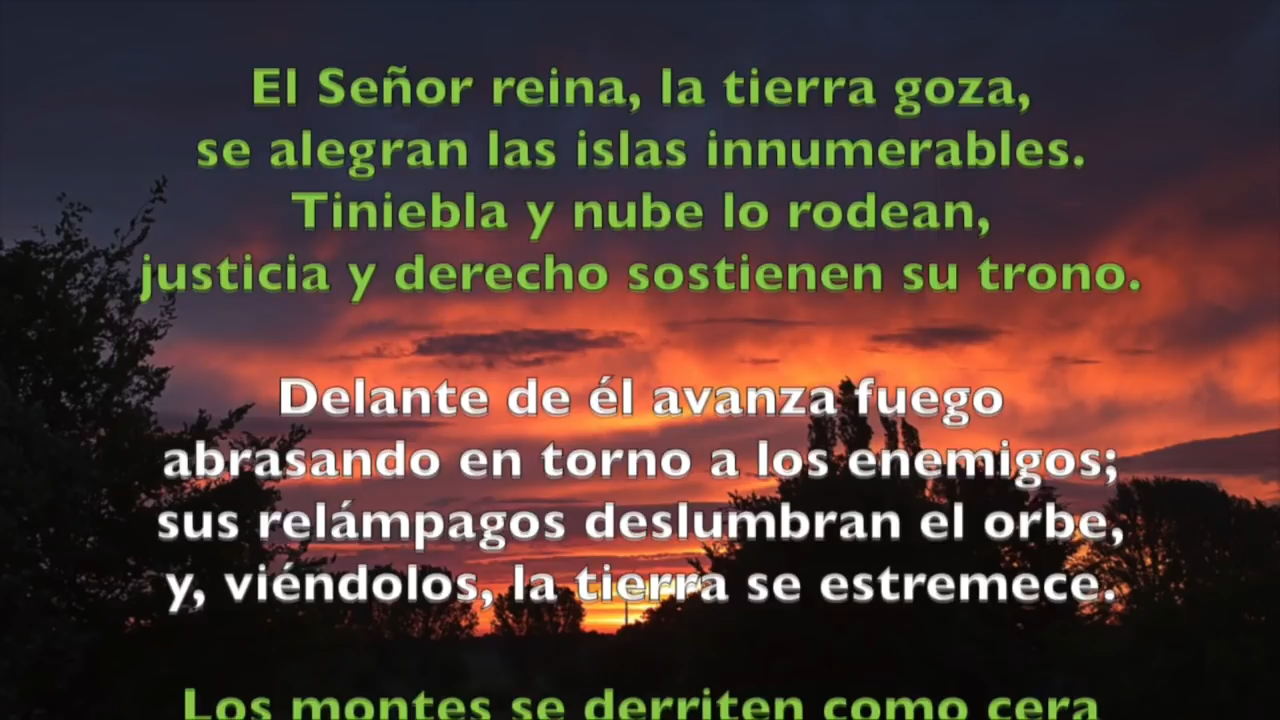 El Señor reina, la tierra goza,
se alegran las islas innumerables.
Tiniebla y nube lo rodean,
justicia y derecho sostienen su trono.
Delante de él avanza fuego
abrasando en torno a los enemigos;
sus relámpagos deslumbran el orbe,
y, viéndolos, la tierra se estremece.
Los montes se derriten como cera